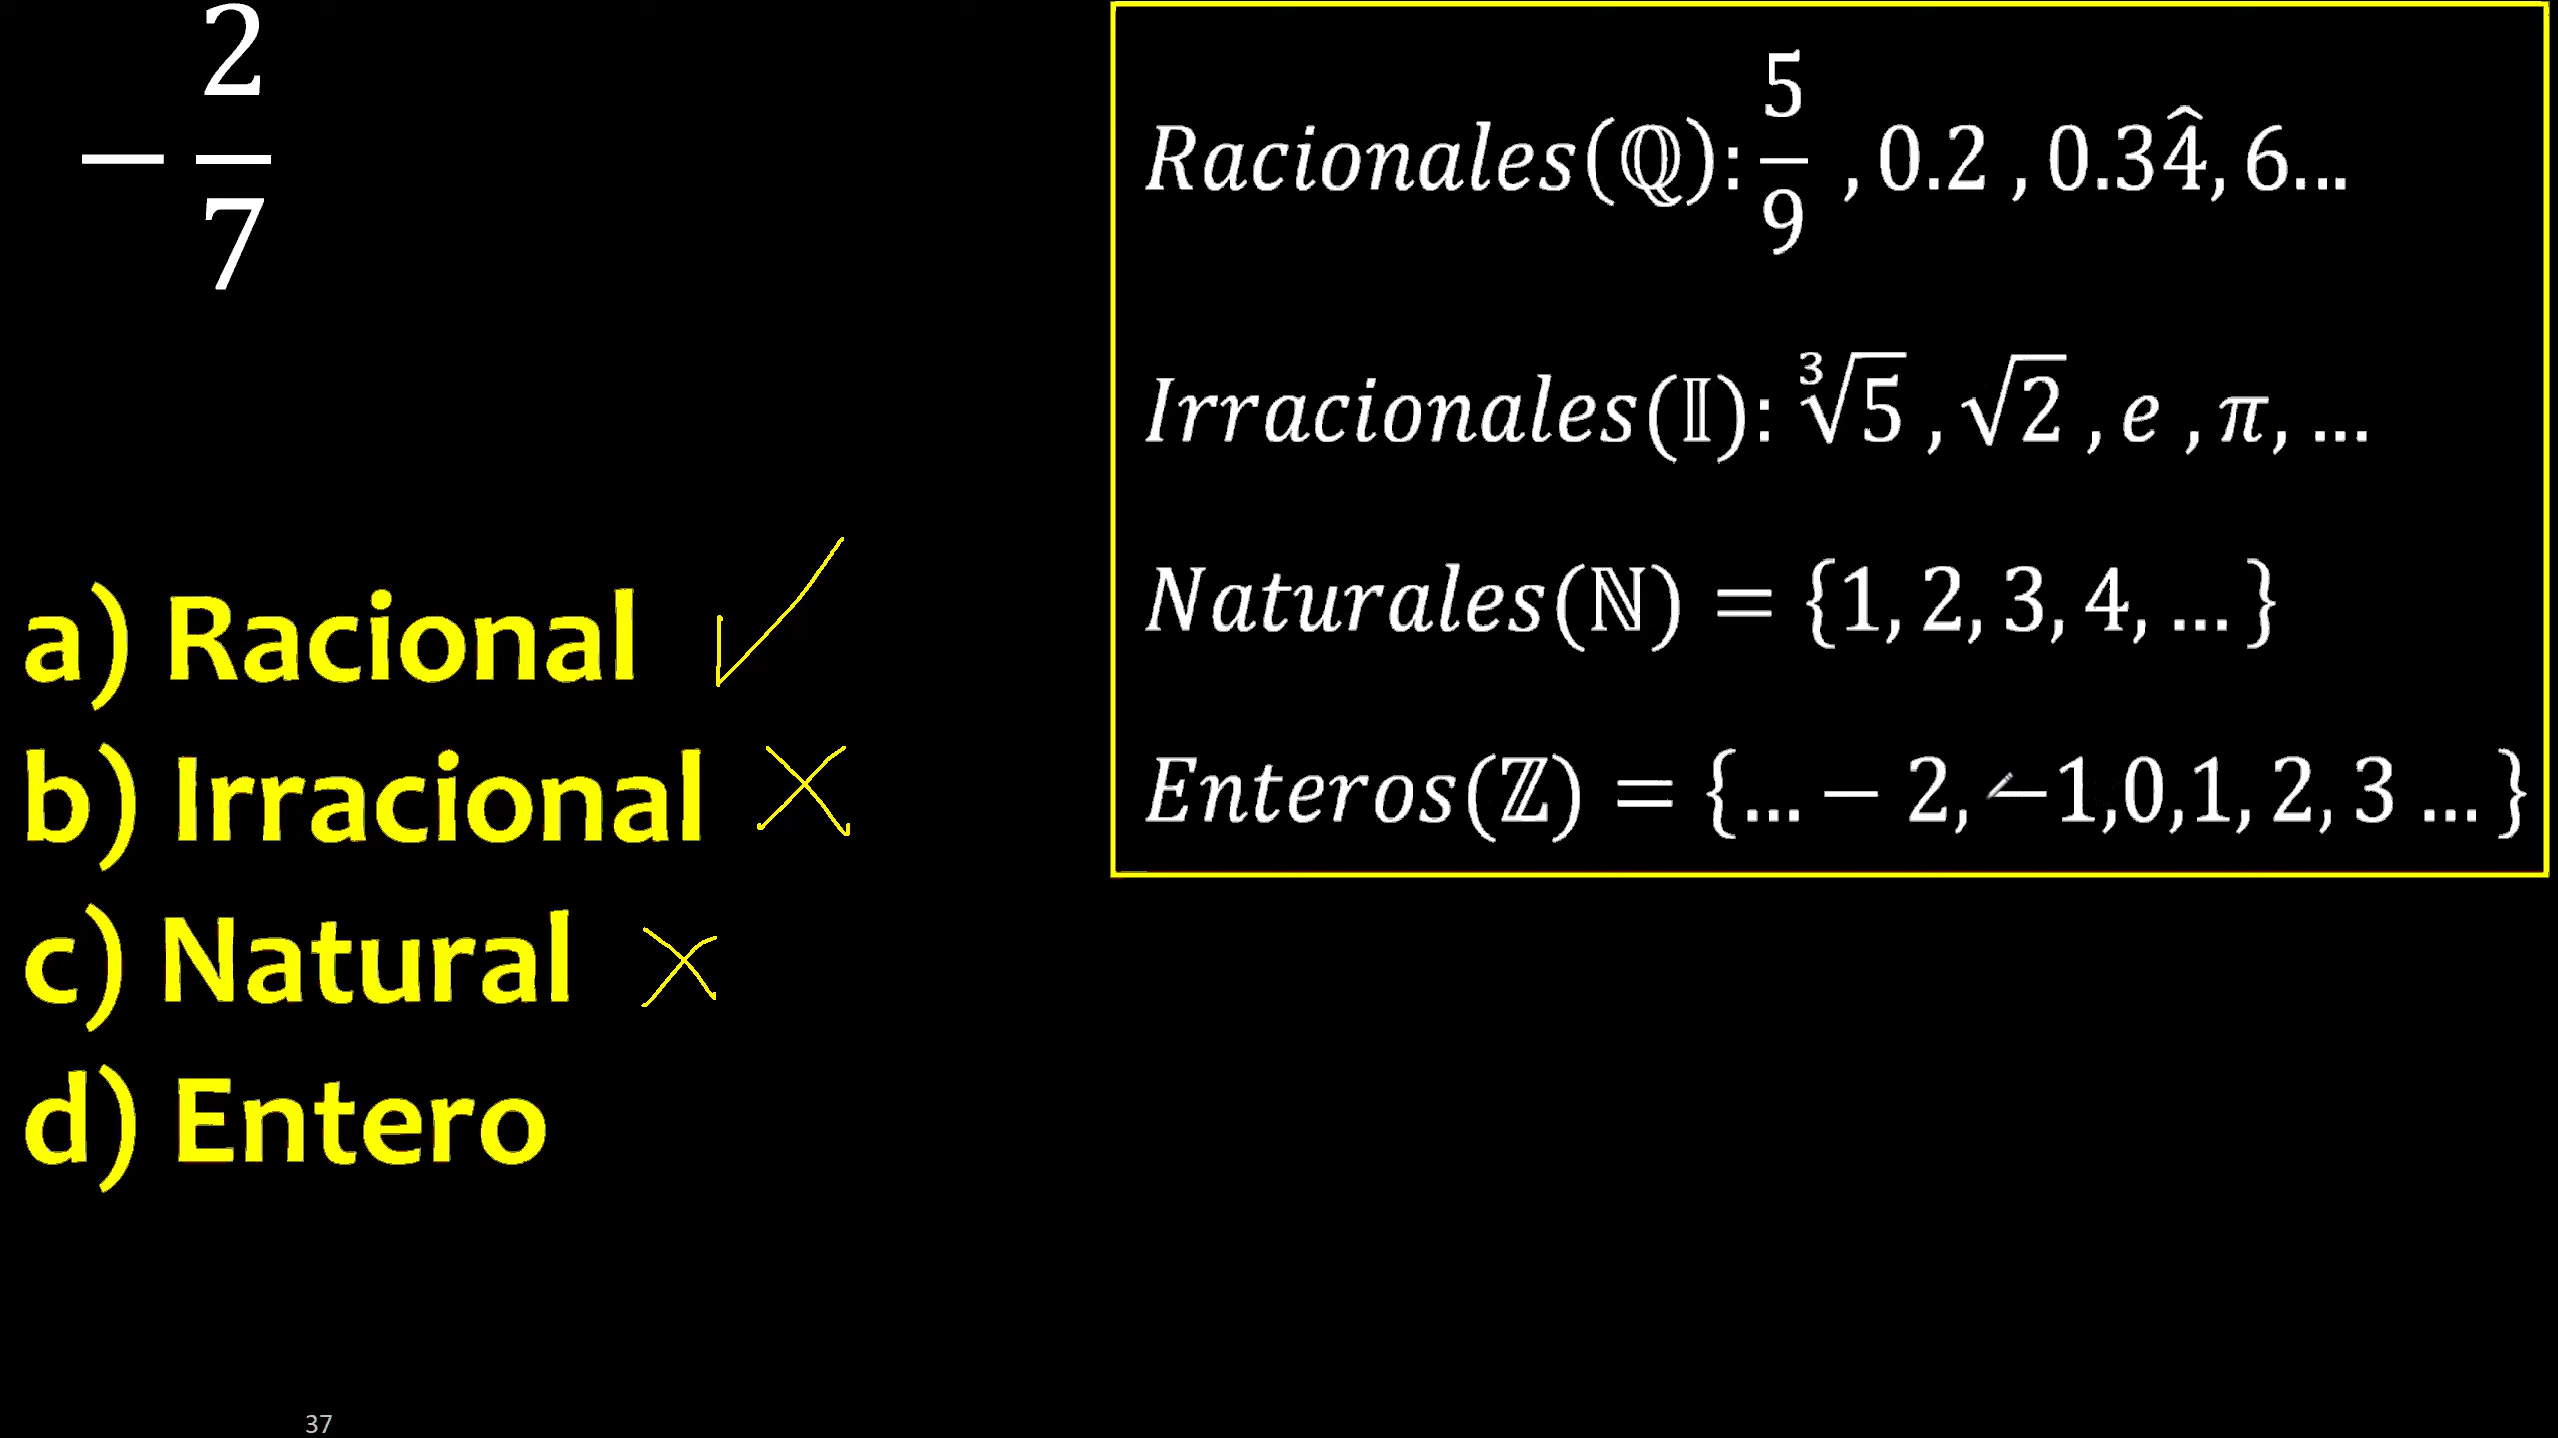 −2/7
Racionales(ℚ): 5/9 , 0.2 , 0.34̂, 6...
Irracionales(𝕀): ∛5 , √2 , e , π, ...
Naturales(ℕ) = {1, 2, 3, 4, ... }
Enteros(ℤ) = {... − 2, −1,0,1, 2, 3 ... }
a) Racional ✓
b) Irracional ✗
c) Natural ✗
d) Entero
37